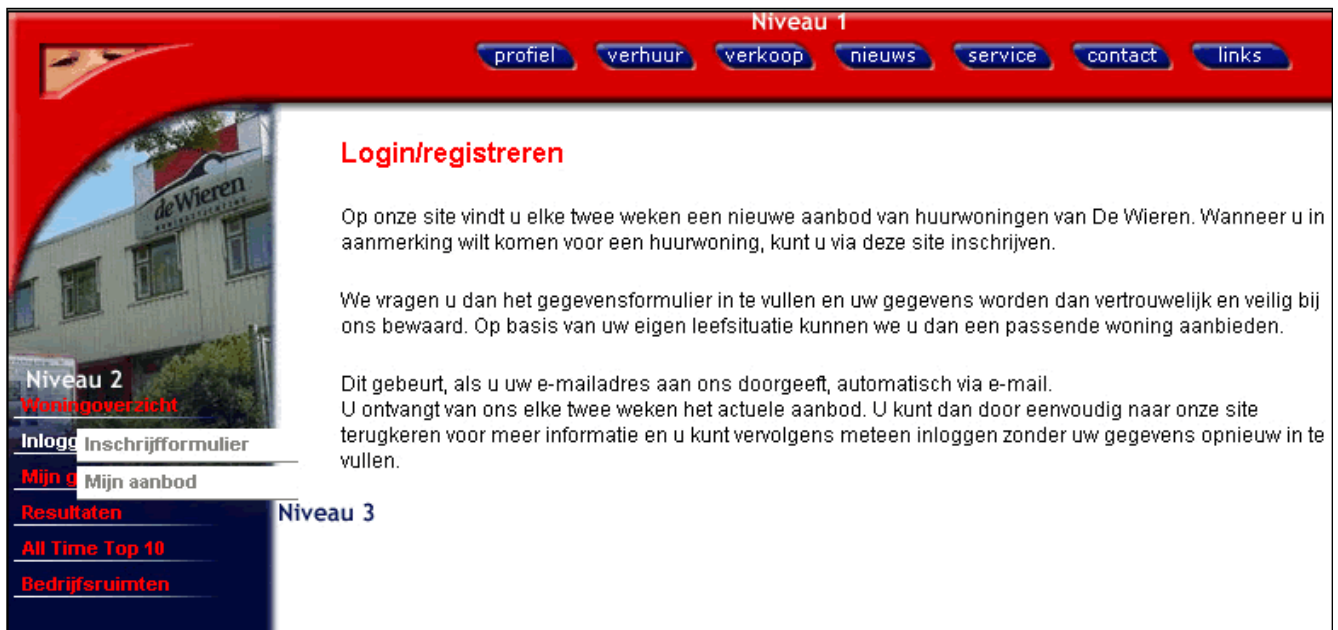 Niveau 1
profiel verhuur verkoop nieuws service contact links
de Wieren
Login/registreren
Op onze site vindt u elke twee weken een nieuwe aanbod van huurwoningen van De Wieren. Wanneer u in
aanmerking wilt komen voor een huurwoning, kunt u via deze site inschrijven.
We vragen u dan het gegevensformulier in te vullen en uw gegevens worden dan vertrouwelijk en veilig bij
ons bewaard. Op basis van uw eigen leefsituatie kunnen we u dan een passende woning aanbieden.
Dit gebeurt, als u uw e-mailadres aan ons doorgeeft, automatisch via e-mail.
U ontvangt van ons elke twee weken het actuele aanbod. U kunt dan door eenvoudig naar onze site
terugkeren voor meer informatie en u kunt vervolgens meteen inloggen zonder uw gegevens opnieuw in te
vullen.
Niveau 2
Woningoverzicht
Inlogg
Inschrijfformulier
Mijn g
Mijn aanbod
Resultaten
Niveau 3
All Time Top 10
Bedrijfsruimten